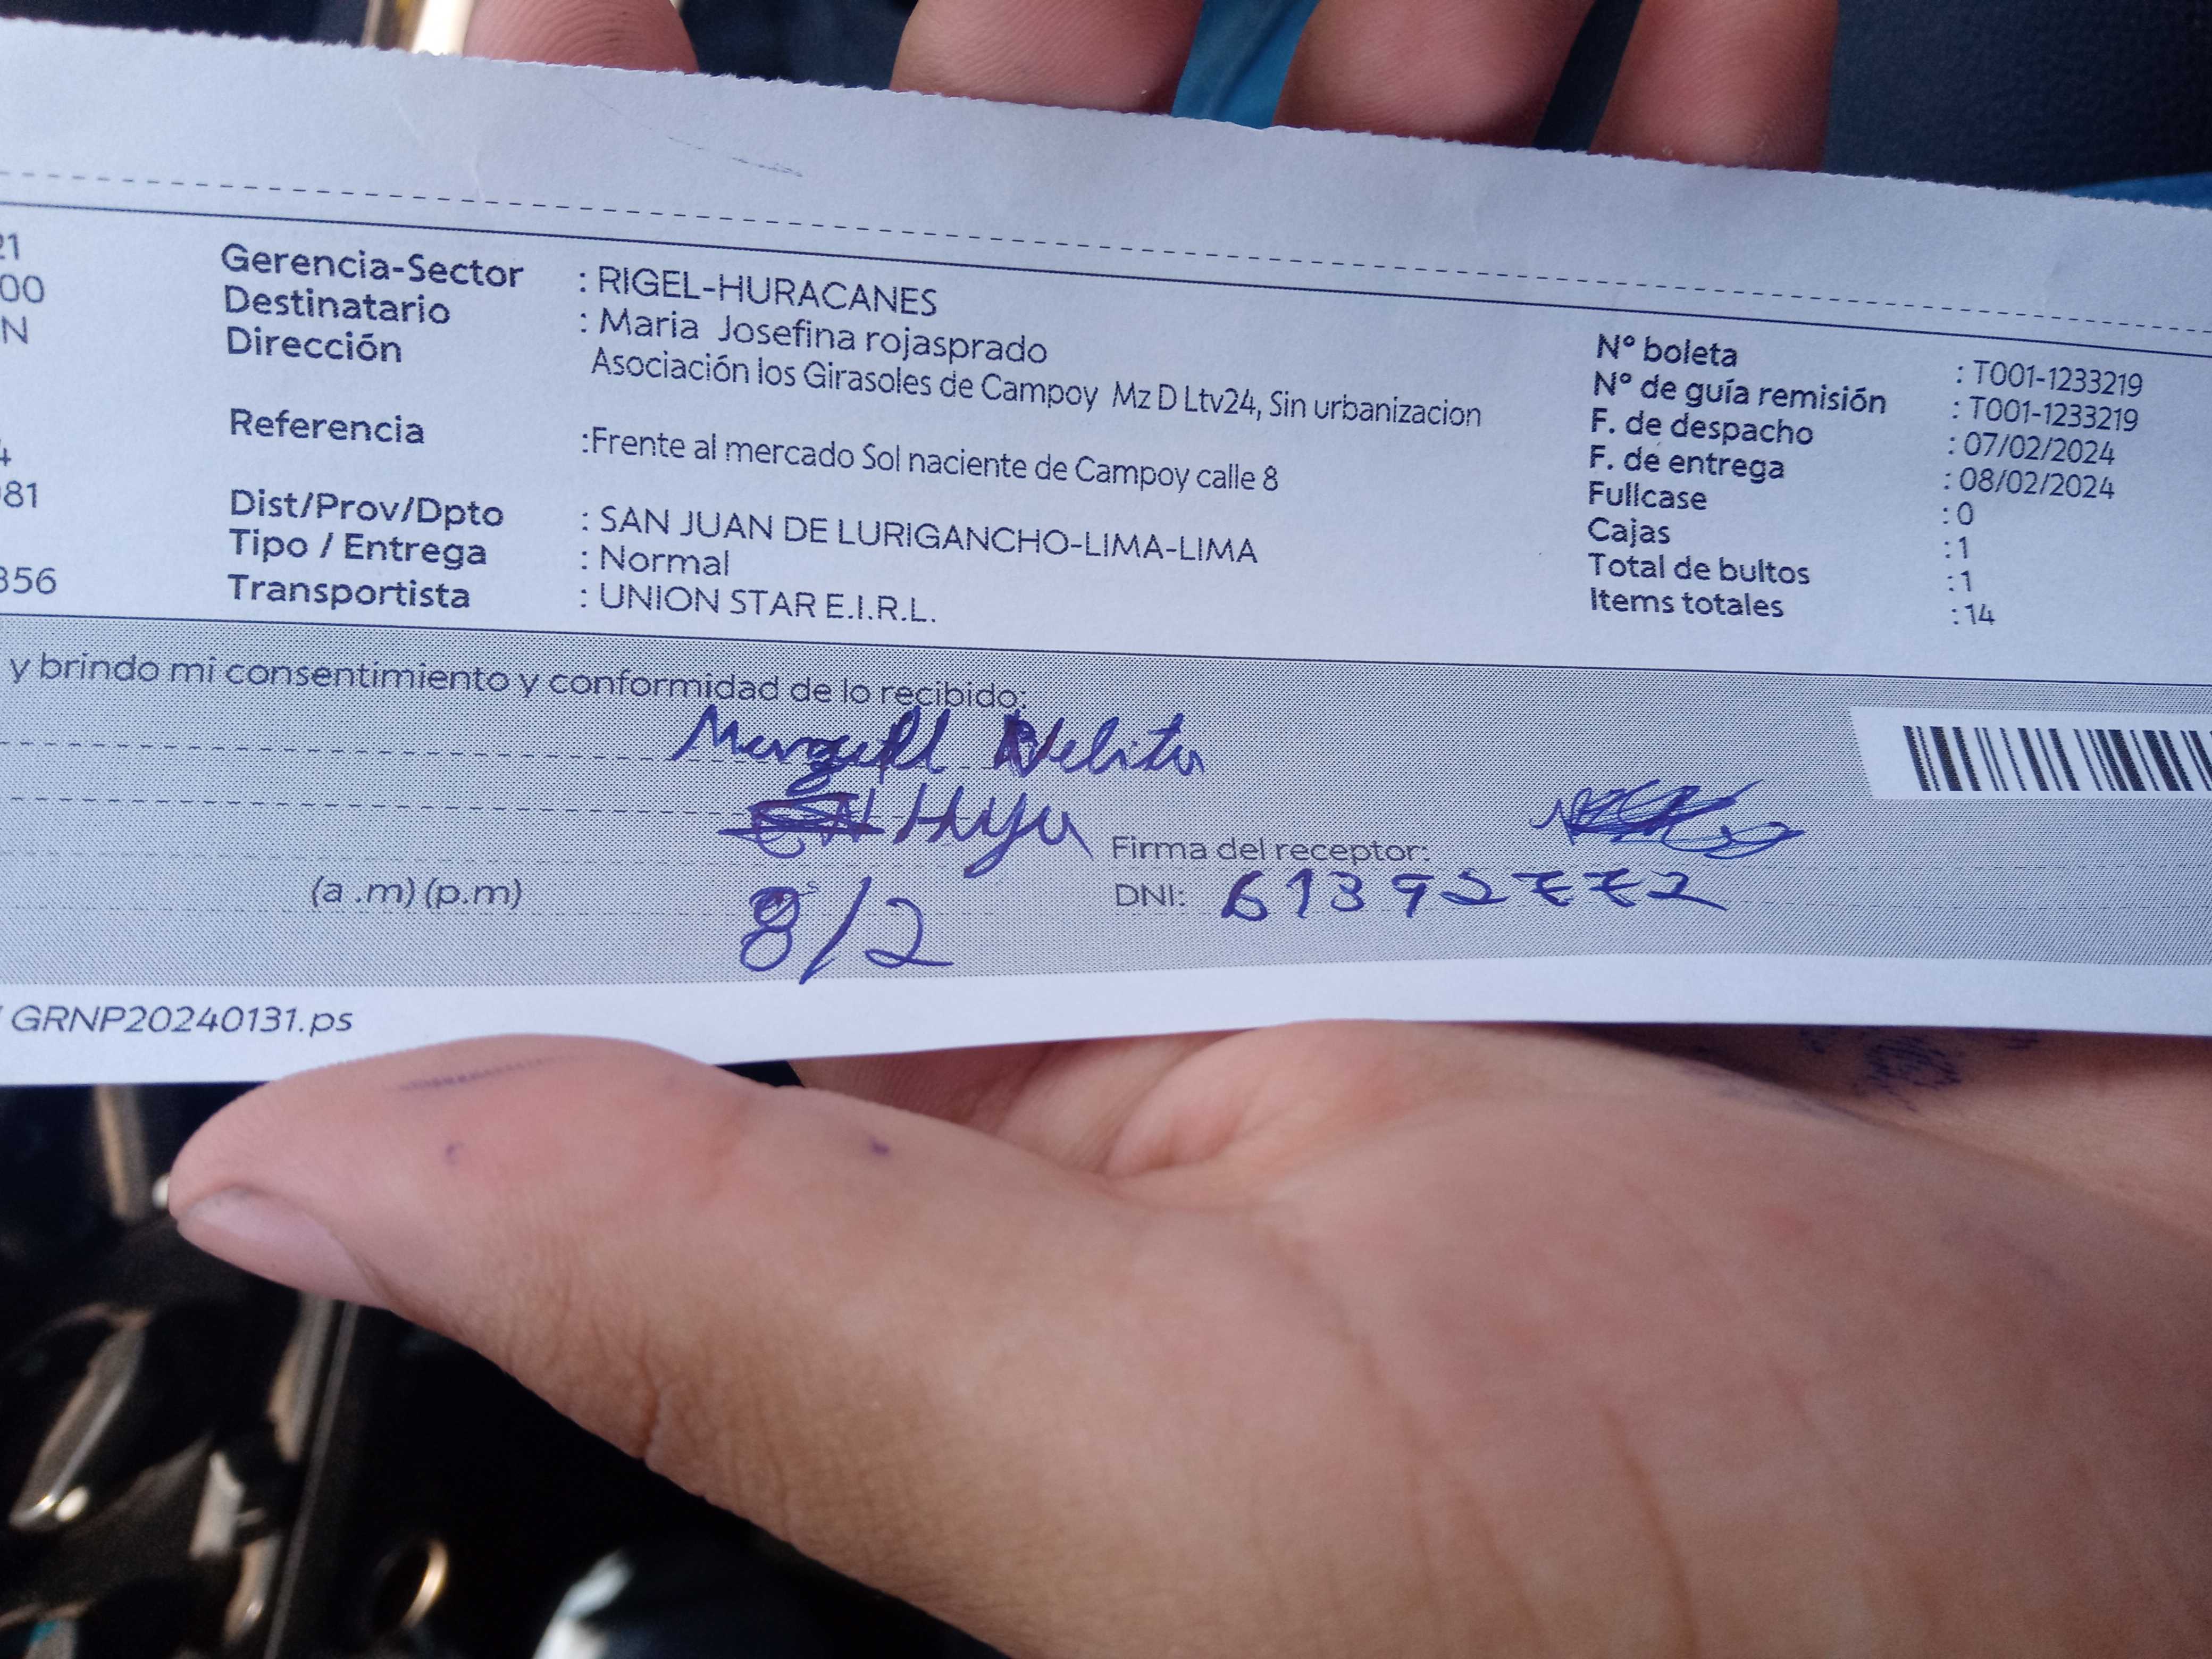 21
00
N
4
81
356
Gerencia-Sector : RIGEL-HURACANES
Destinatario : Maria Josefina rojasprado
Dirección Asociación los Girasoles de Campoy Mz D Ltv24, Sin urbanizacion
Referencia :Frente al mercado Sol naciente de Campoy calle 8
Dist/Prov/Dpto : SAN JUAN DE LURIGANCHO-LIMA-LIMA
Tipo / Entrega : Normal
Transportista : UNION STAR E.I.R.L.
N° boleta : T001-1233219
N° de guía remisión : T001-1233219
F. de despacho : 07/02/2024
F. de entrega : 08/02/2024
Fullcase :0
Cajas :1
Total de bultos :1
Items totales :14
y brindo mi consentimiento y conformidad de lo recibido:
Hija
Firma del receptor:
(a .m) (p.m) 8/2 DNI: 61392772
GRNP20240131.ps